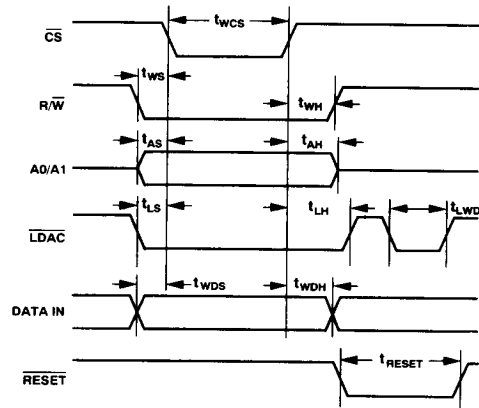 CS tWCS
tWS
R/W tWH
tAS tAH
A0/A1
tLS tLH tLWD
LDAC
tWDS tWDH
DATA IN
tRESET
RESET